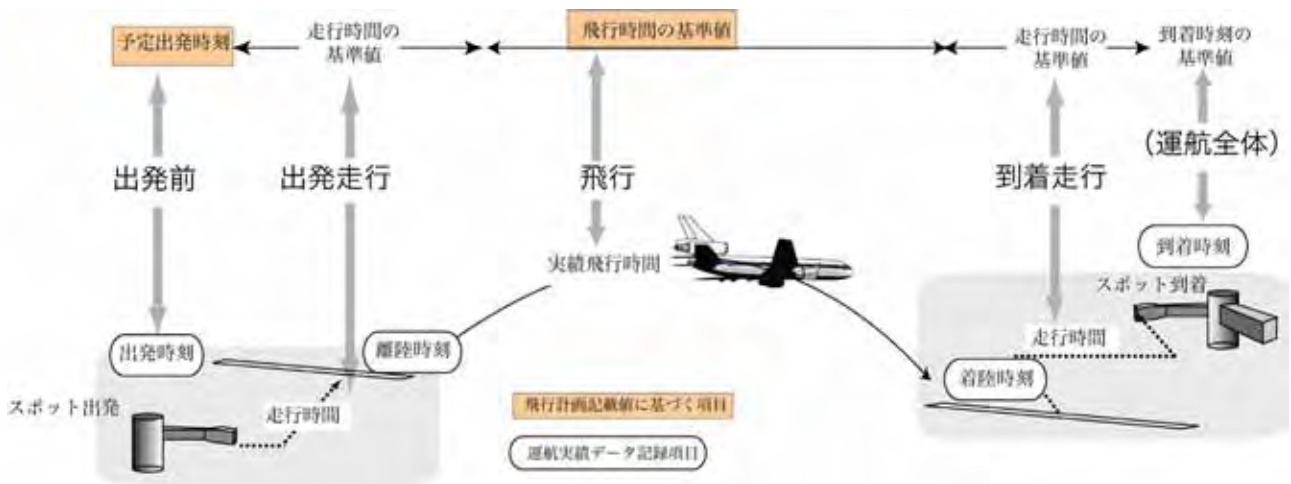 予定出発時刻
走行時間の
基準値
飛行時間の基準値
走行時間の
基準値
到着時刻の
基準値
出発前
出発走行
飛行
到着走行
(運航全体)
実績飛行時間
到着時刻
スポット到着
走行時間
出発時刻
離陸時刻
着陸時刻
スポット出発
走行時間
飛行計画記載値に基づく項目
運航実績データ記録項目